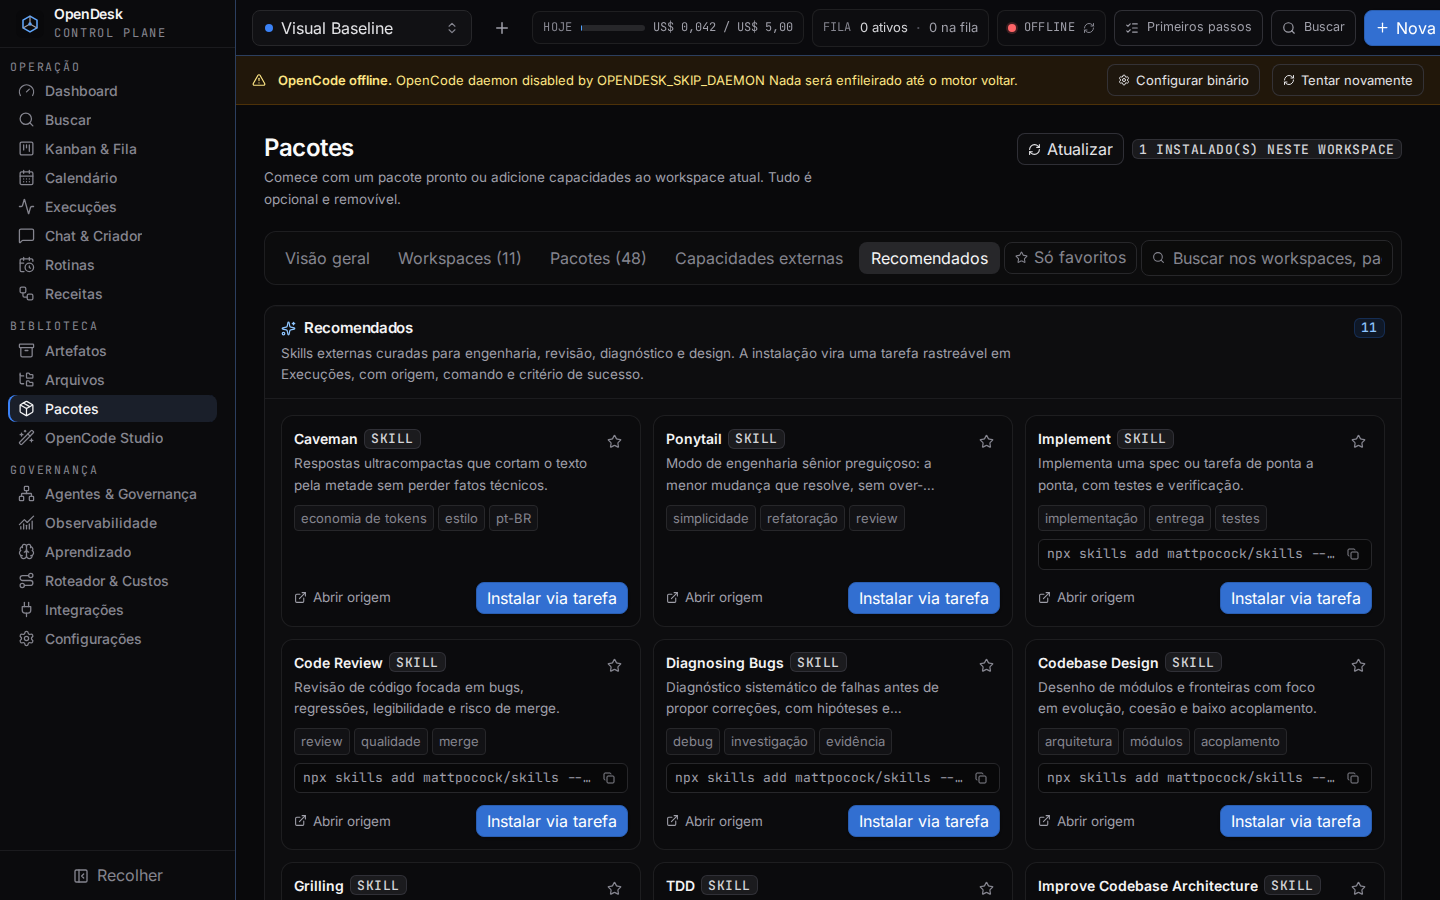 OpenDesk
CONTROL PLANE
OPERAÇÃO
Dashboard
Buscar
Kanban & Fila
Calendário
Execuções
Chat & Criador
Rotinas
Receitas
BIBLIOTECA
Artefatos
Arquivos
Pacotes
OpenCode Studio
GOVERNANÇA
Agentes & Governança
Observabilidade
Aprendizado
Roteador & Custos
Integrações
Configurações
Recolher
Visual Baseline
HOJE US$ 0,042 / US$ 5,00
FILA 0 ativos · 0 na fila
OFFLINE
Primeiros passos
Buscar
+ Nova
OpenCode offline. OpenCode daemon disabled by OPENDESK_SKIP_DAEMON Nada será enfileirado até o motor voltar.
Configurar binário
Tentar novamente
Pacotes
Comece com um pacote pronto ou adicione capacidades ao workspace atual. Tudo é
opcional e removível.
Atualizar
1 INSTALADO(S) NESTE WORKSPACE
Visão geral
Workspaces (11)
Pacotes (48)
Capacidades externas
Recomendados
Só favoritos
Buscar nos workspaces, pa
Recomendados
11
Skills externas curadas para engenharia, revisão, diagnóstico e design. A instalação vira uma tarefa rastreável em
Execuções, com origem, comando e critério de sucesso.
Caveman SKILL
Respostas ultracompactas que cortam o texto
pela metade sem perder fatos técnicos.
economia de tokens estilo pt-BR
Abrir origem
Instalar via tarefa
Ponytail SKILL
Modo de engenharia sênior preguiçoso: a
menor mudança que resolve, sem over-...
simplicidade refatoração review
Abrir origem
Instalar via tarefa
Implement SKILL
Implementa uma spec ou tarefa de ponta a
ponta, com testes e verificação.
implementação entrega testes
npx skills add mattpocock/skills --…
Abrir origem
Instalar via tarefa
Code Review SKILL
Revisão de código focada em bugs,
regressões, legibilidade e risco de merge.
review qualidade merge
npx skills add mattpocock/skills --…
Abrir origem
Instalar via tarefa
Diagnosing Bugs SKILL
Diagnóstico sistemático de falhas antes de
propor correções, com hipóteses e...
debug investigação evidência
npx skills add mattpocock/skills --…
Abrir origem
Instalar via tarefa
Codebase Design SKILL
Desenho de módulos e fronteiras com foco
em evolução, coesão e baixo acoplamento.
arquitetura módulos acoplamento
npx skills add mattpocock/skills --…
Abrir origem
Instalar via tarefa
Grilling SKILL
TDD SKILL
Improve Codebase Architecture SKILL